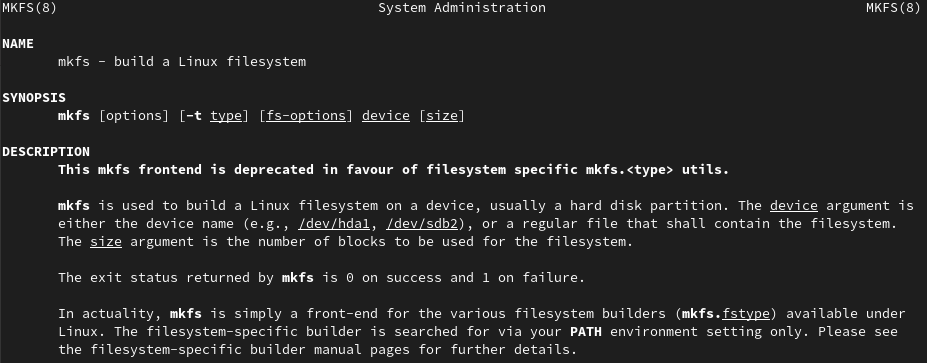 MKFS(8) System Administration MKFS(8)
NAME
mkfs - build a Linux filesystem
SYNOPSIS
mkfs [options] [-t type] [fs-options] device [size]
DESCRIPTION
This mkfs frontend is deprecated in favour of filesystem specific mkfs.<type> utils.
mkfs is used to build a Linux filesystem on a device, usually a hard disk partition. The device argument is
either the device name (e.g., /dev/hda1, /dev/sdb2), or a regular file that shall contain the filesystem.
The size argument is the number of blocks to be used for the filesystem.
The exit status returned by mkfs is 0 on success and 1 on failure.
In actuality, mkfs is simply a front-end for the various filesystem builders (mkfs.fstype) available under
Linux. The filesystem-specific builder is searched for via your PATH environment setting only. Please see
the filesystem-specific builder manual pages for further details.